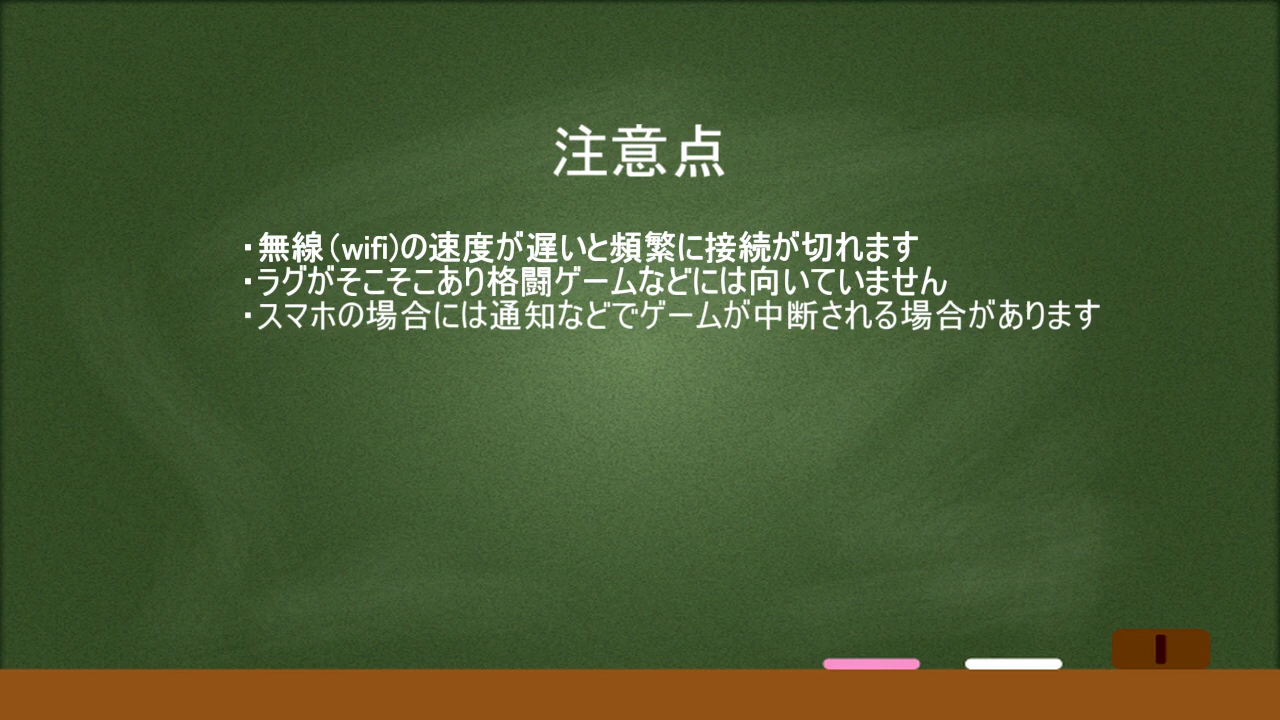 注意点
・無線（wifi)の速度が遅いと頻繁に接続が切れます
・ラグがそこそこあり格闘ゲームなどには向いていません
・スマホの場合には通知などでゲームが中断される場合があります